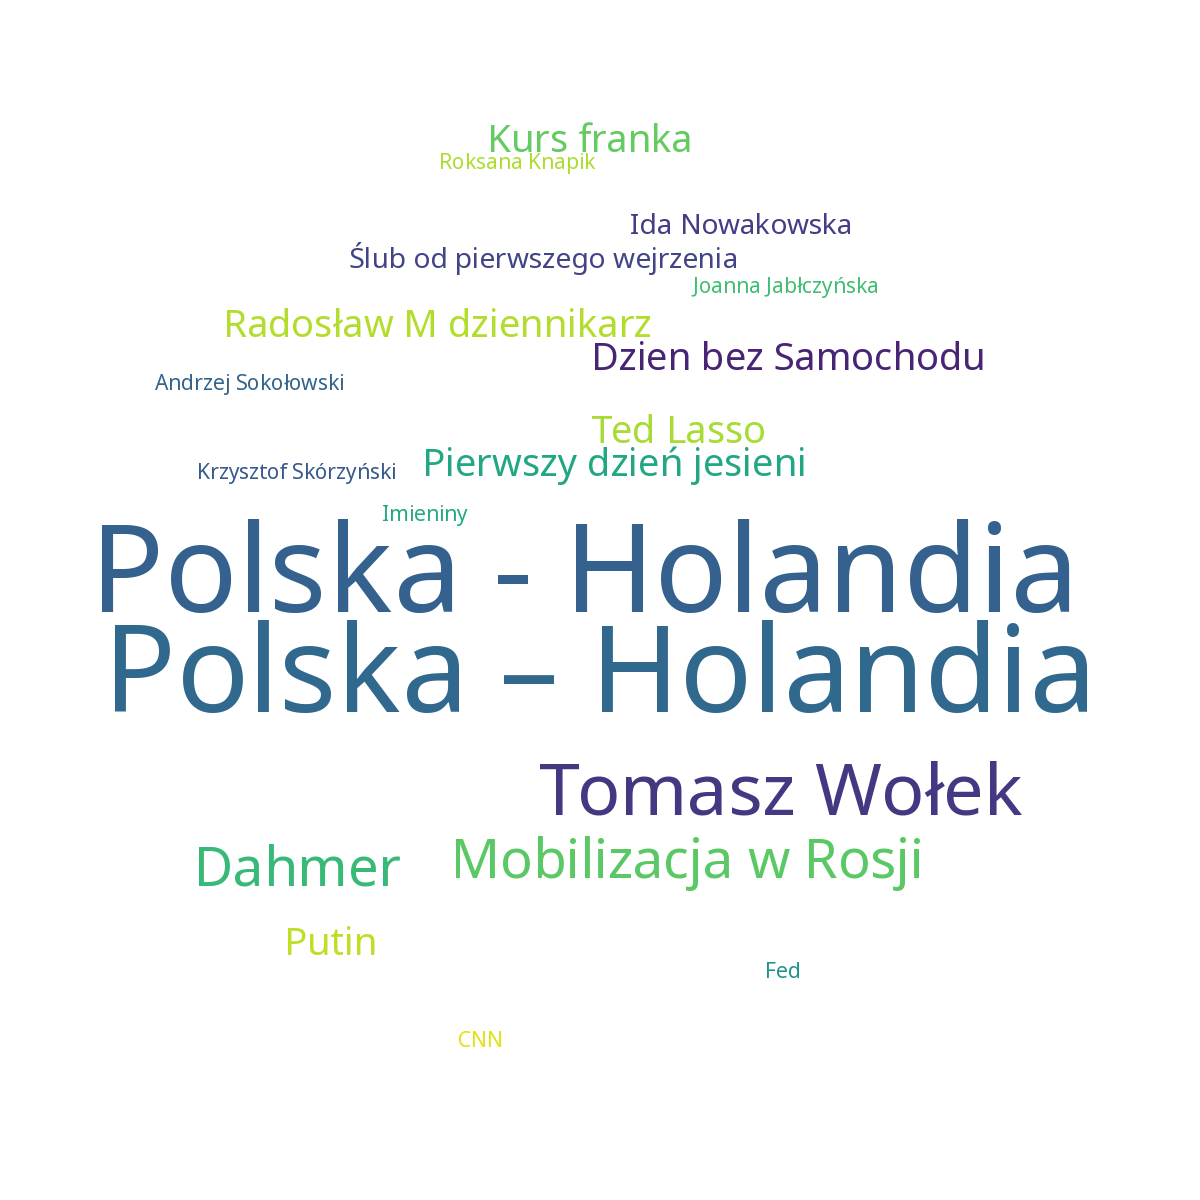 Kurs franka
Roksana Knapik
Ida Nowakowska
Ślub od pierwszego wejrzenia
Joanna Jabłczyńska
Radosław M dziennikarz
Dzien bez Samochodu
Andrzej Sokołowski
Ted Lasso
Pierwszy dzień jesieni
Krzysztof Skórzyński
Imieniny
Polska - Holandia
Polska – Holandia
Tomasz Wołek
Mobilizacja w Rosji
Dahmer
Putin
Fed
CNN